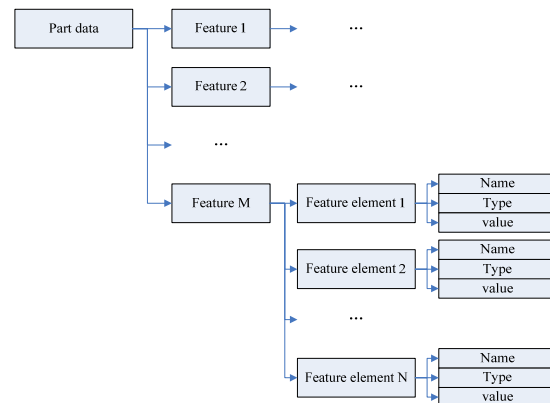 Part data
Feature 1
...
Feature 2
...
...
Feature M
Feature element 1
Name
Type
value
Feature element 2
Name
Type
value
...
Feature element N
Name
Type
value